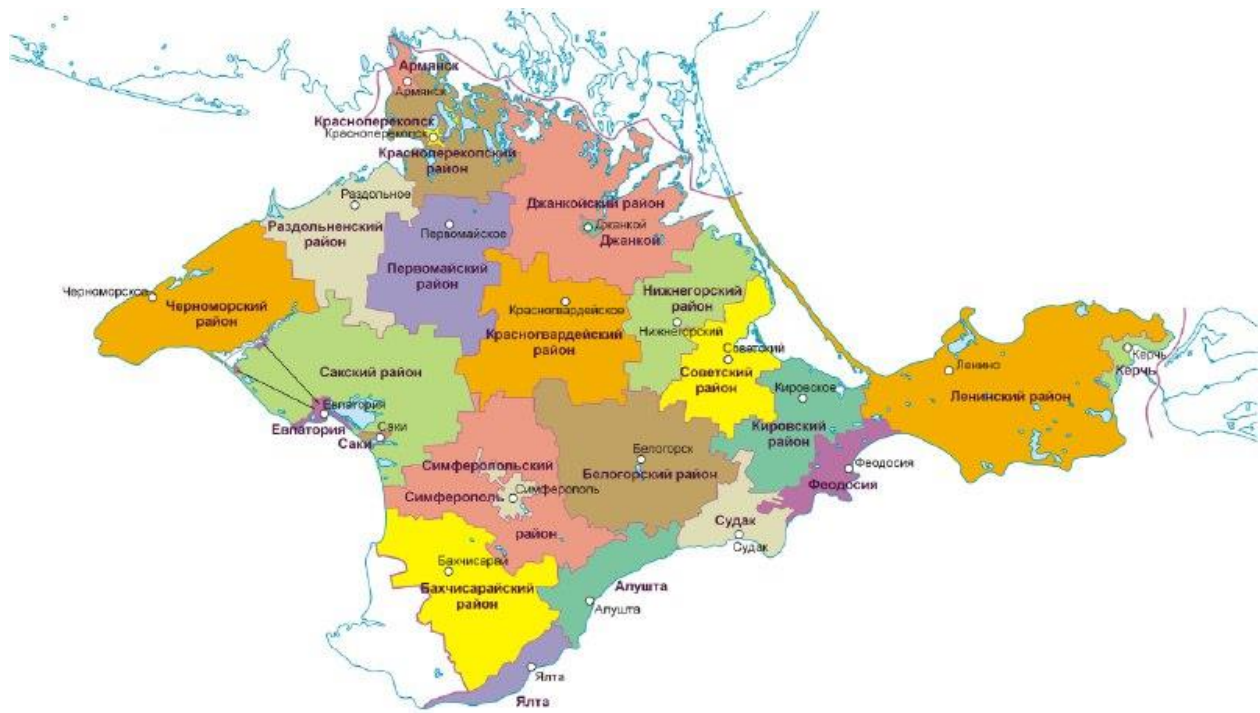 Армянск
Армянск
Красноперекопск
Красноперекопск
Красноперекопский
район
Раздольное
Раздольненский
район
Джанкойский район
Джанкой
Джанкой
Первомайское
Первомайский
район
Черноморское
Черноморский
район
Красногвардейское
Красногвардейский
район
Нижнегорский
район
Нижнегорский
Советский
Советский
район
Сакский район
Евпатория
Евпатория
Саки
Саки
Кировское
Кировский
район
Ленино
Ленинский район
Керчь
Керчь
Белогорск
Белогорский район
Симферопольский
Симферополь
Симферополь
район
Феодосия
Феодосия
Судак
Судак
Бахчисарай
Бахчисарайский
район
Алушта
Алушта
Ялта
Ялта